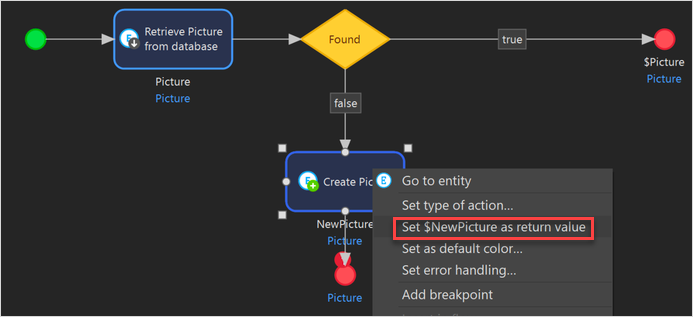 Retrieve Picture
from database
Found
true
$Picture
Picture
Picture
Picture
false
Create Pic
NewPicture
Picture
Picture
E
Go to entity
Set type of action...
Set $NewPicture as return value
Set as default color...
Set error handling...
Add breakpoint